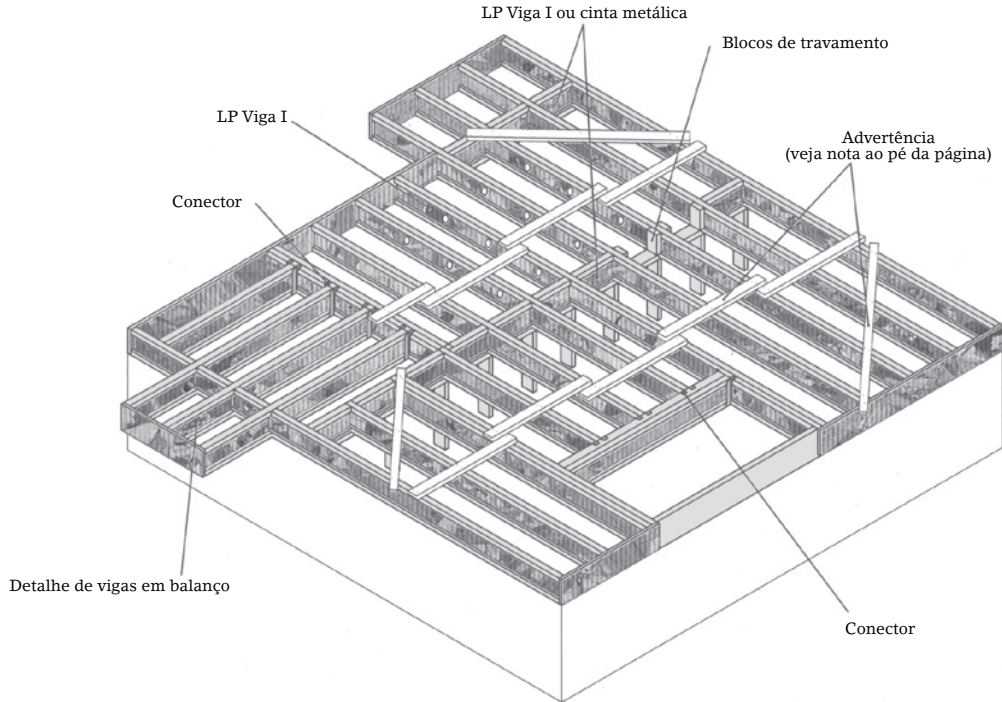 LP Viga I ou cinta metálica
Blocos de travamento
LP Viga I
Advertência
(veja nota ao pé da página)
Conector
Detalhe de vigas em balanço
Conector